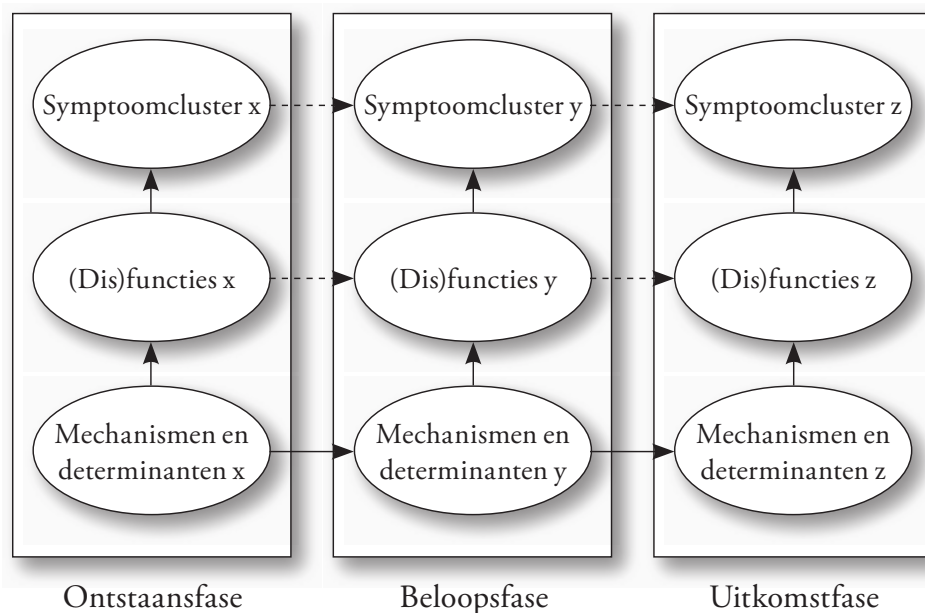 Symptoomcluster x
Symptoomcluster y
Symptoomcluster z
(Dis)functies x
(Dis)functies y
(Dis)functies z
Mechanismen en
determinanten x
Mechanismen en
determinanten y
Mechanismen en
determinanten z
Ontstaansfase
Beloopsfase
Uitkomstfase